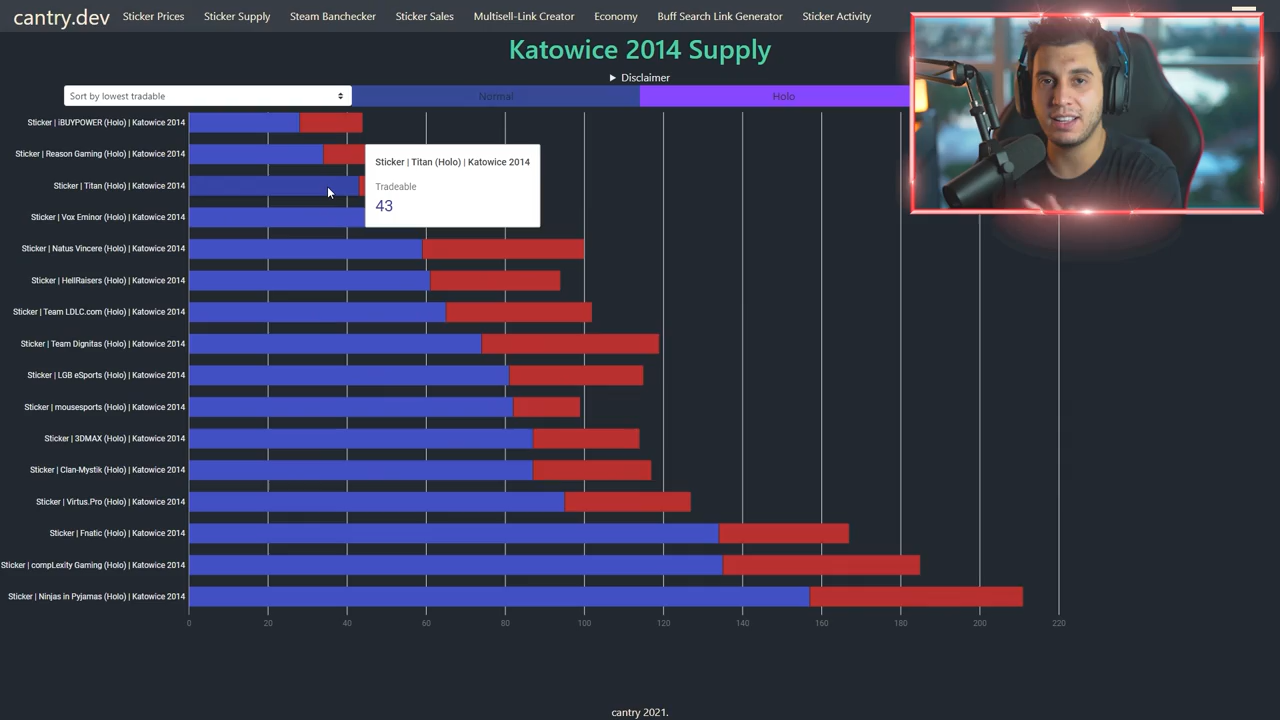 cantry.dev Sticker Prices Sticker Supply Steam Banchecker Sticker Sales Multisell-Link Creator Economy Buff Search Link Generator Sticker Activity
Katowice 2014 Supply
▶ Disclaimer
Sort by lowest tradable
Normal
Holo
Sticker | iBUYPOWER (Holo) | Katowice 2014
Sticker | Reason Gaming (Holo) | Katowice 2014
Sticker | Titan (Holo) | Katowice 2014
Sticker | Vox Eminor (Holo) | Katowice 2014
Sticker | Natus Vincere (Holo) | Katowice 2014
Sticker | HellRaisers (Holo) | Katowice 2014
Sticker | Team LDLC.com (Holo) | Katowice 2014
Sticker | Team Dignitas (Holo) | Katowice 2014
Sticker | LGB eSports (Holo) | Katowice 2014
Sticker | mousesports (Holo) | Katowice 2014
Sticker | 3DMAX (Holo) | Katowice 2014
Sticker | Clan-Mystik (Holo) | Katowice 2014
Sticker | Virtus.Pro (Holo) | Katowice 2014
Sticker | Fnatic (Holo) | Katowice 2014
Sticker | compLexity Gaming (Holo) | Katowice 2014
Sticker | Ninjas in Pyjamas (Holo) | Katowice 2014
Sticker | Titan (Holo) | Katowice 2014
Tradeable
43
0 20 40 60 80 100 120 140 160 180 200 220
cantry 2021.